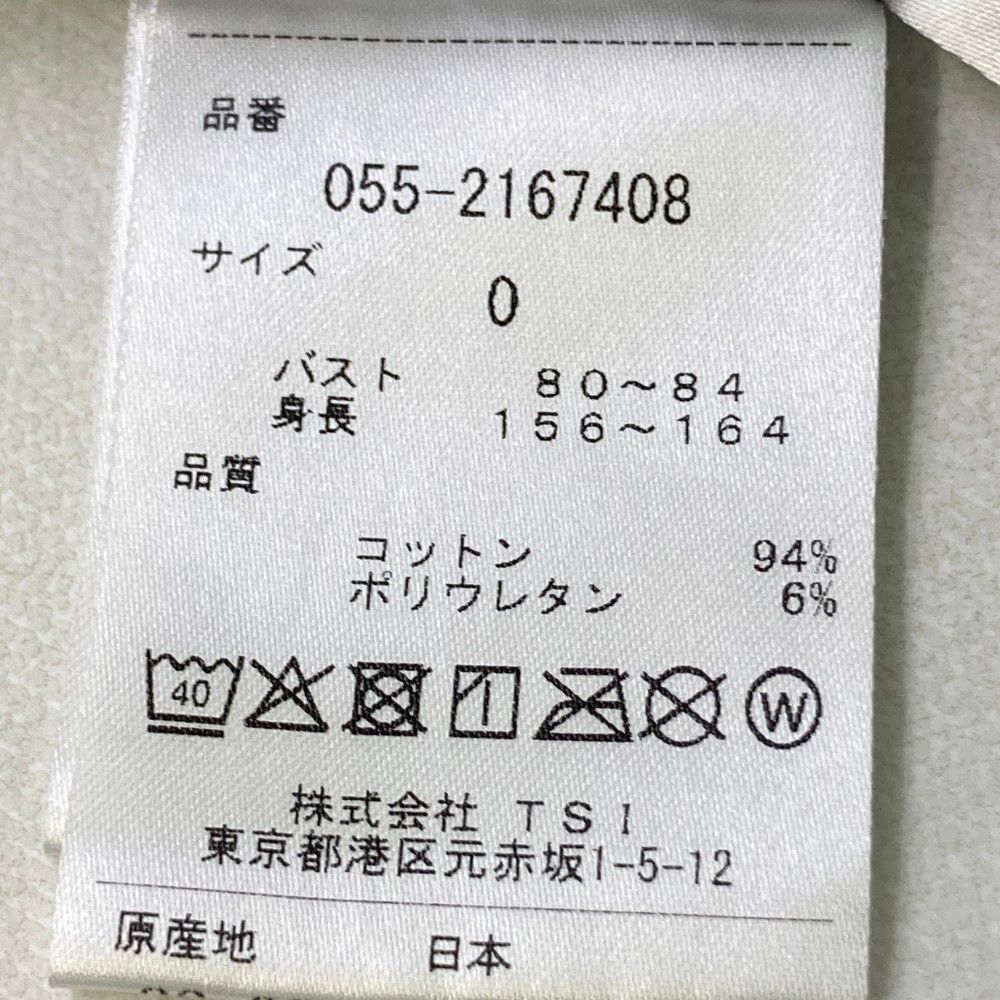 品番
055-2167408
サイズ
0
バスト 80～84
身長 156～164
品質
コットン 94%
ポリウレタン 6%
40
W
株式会社 TSI
東京都港区元赤坂1-5-12
原産地 日本